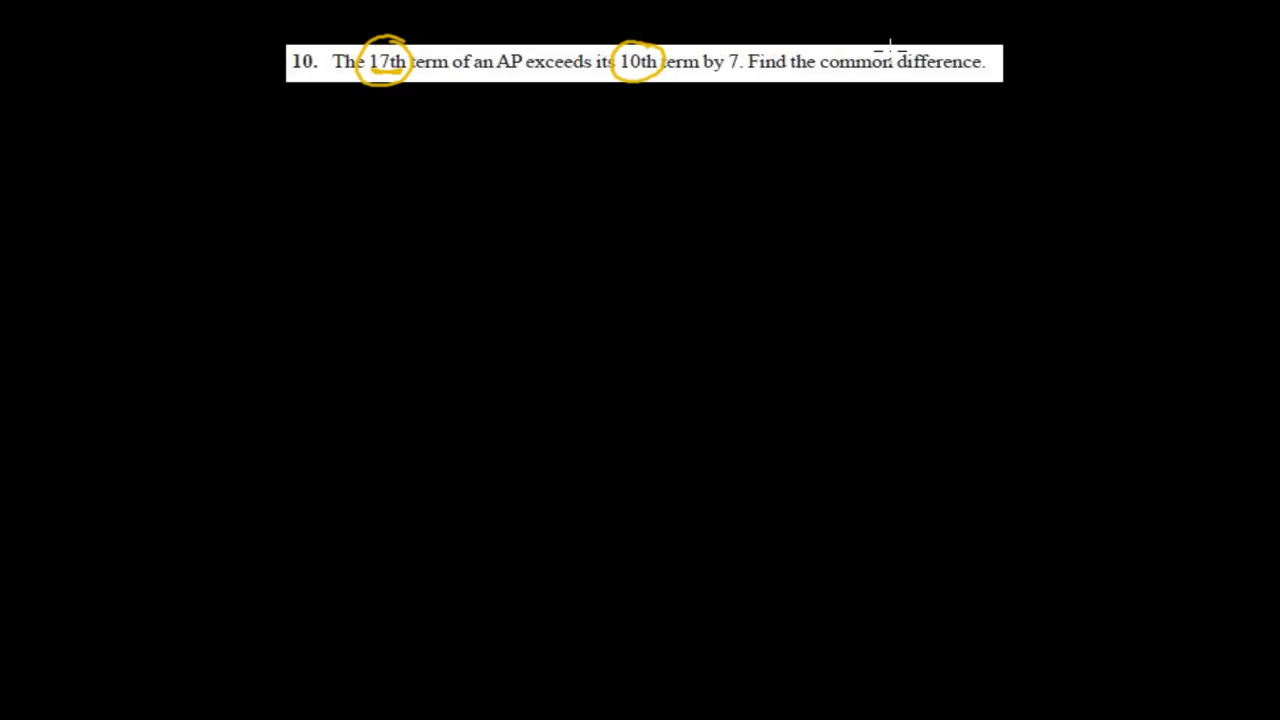 10. The 17th term of an AP exceeds its 10th term by 7. Find the common difference.